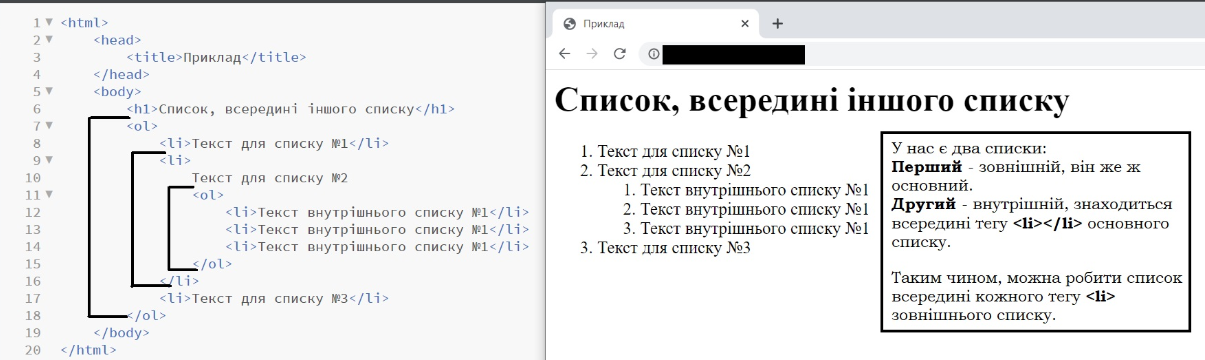 1 <html>
2 <head>
3 <title>Приклад</title>
4 </head>
5 <body>
6 <h1>Список, всередині іншого списку</h1>
7 <ol>
8 <li>Текст для списку №1</li>
9 <li>
10 Текст для списку №2
11 <ol>
12 <li>Текст внутрішнього списку №1</li>
13 <li>Текст внутрішнього списку №1</li>
14 <li>Текст внутрішнього списку №1</li>
15 </ol>
16 </li>
17 <li>Текст для списку №3</li>
18 </ol>
19 </body>
20 </html>
Приклад
Список, всередині іншого списку
1. Текст для списку №1
2. Текст для списку №2
1. Текст внутрішнього списку №1
2. Текст внутрішнього списку №1
3. Текст внутрішнього списку №1
3. Текст для списку №3
У нас є два списки:
Перший - зовнішній, він же ж
основний.
Другий - внутрішній, знаходиться
всередині тегу <li></li> основного
списку.
Таким чином, можна робити список
всередині кожного тегу <li>
зовнішнього списку.